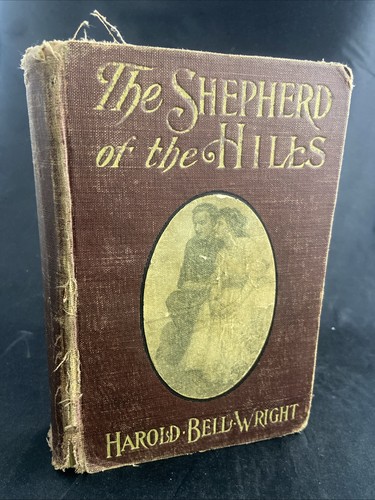 The SHEPHERD
of the HILLS
HAROLD·BELL·WRIGHT